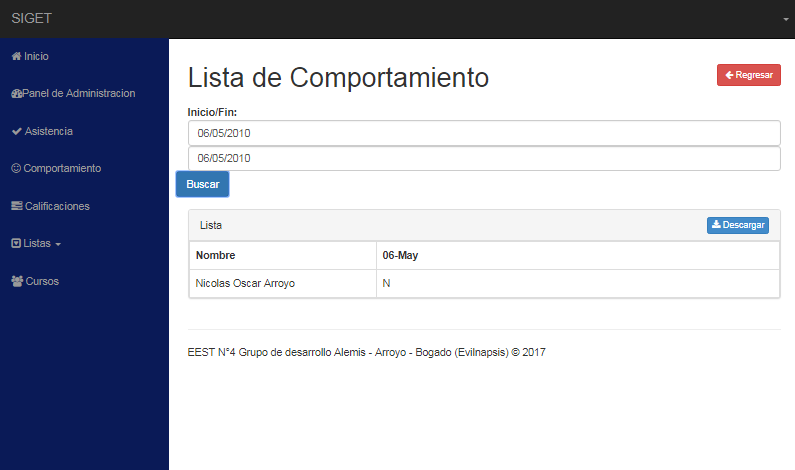 SIGET
Inicio
Panel de Administracion
Asistencia
Comportamiento
Calificaciones
Listas
Cursos
Lista de Comportamiento
Regresar
Inicio/Fin:
06/05/2010
06/05/2010
Buscar
Lista
Descargar
Nombre 06-May
Nicolas Oscar Arroyo N
EEST N°4 Grupo de desarrollo Alemis - Arroyo - Bogado (Evilnapsis) © 2017